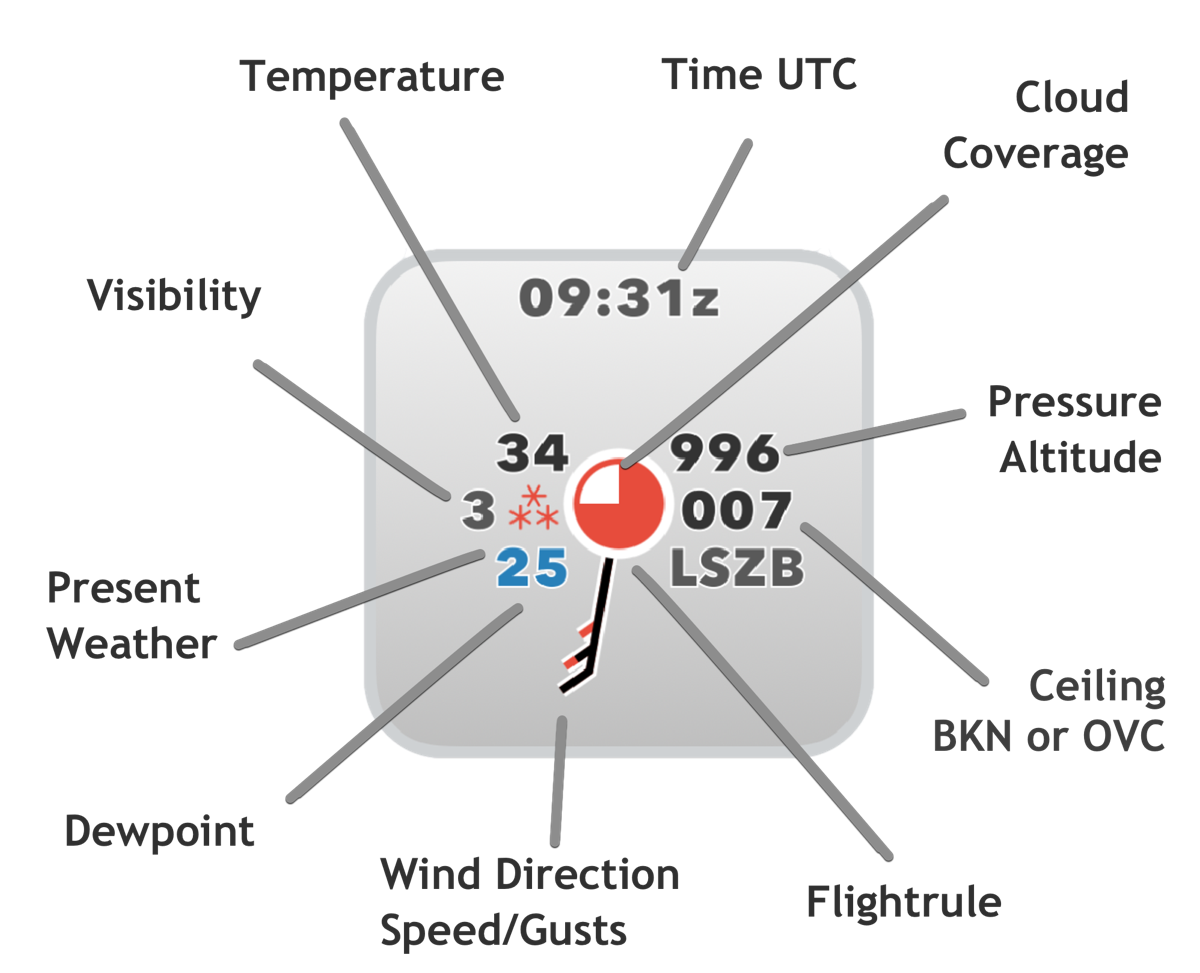 Temperature
Time UTC
Cloud
Coverage
Visibility
09:31z
Pressure
Altitude
34
996
3
007
25
LSZB
Present
Weather
Ceiling
BKN or OVC
Dewpoint
Wind Direction
Speed/Gusts
Flightrule